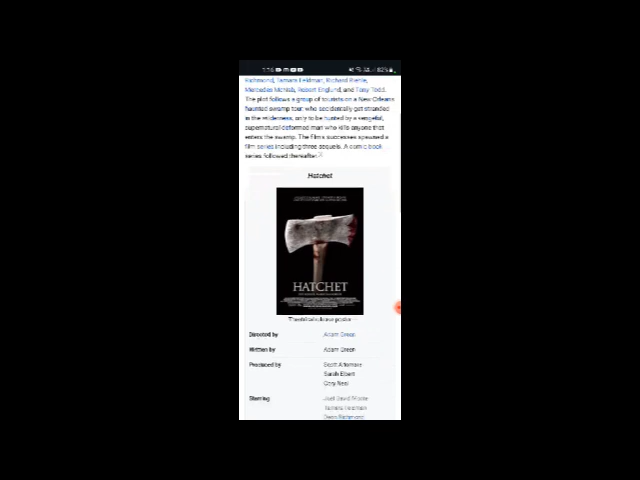 Richmond, Tamara Feldman, Richard Riehle,
Mercedes McNab, Robert Englund, and Tony Todd.
The plot follows a group of tourists on a New Orleans
haunted swamp tour who accidentally get stranded
in the wilderness, only to be hunted by a vengeful,
supernatural deformed man who kills anyone that
enters the swamp. The film's successes spawned a
film series including three sequels. A comic book
series followed thereafter.
Hatchet
HATCHET
Theatrical release poster
Directed by Adam Green
Written by Adam Green
Produced by Scott Altomare
Sarah Elbert
Cory Neal
Starring Joel David Moore
Tamara Feldman
Deon Richmond